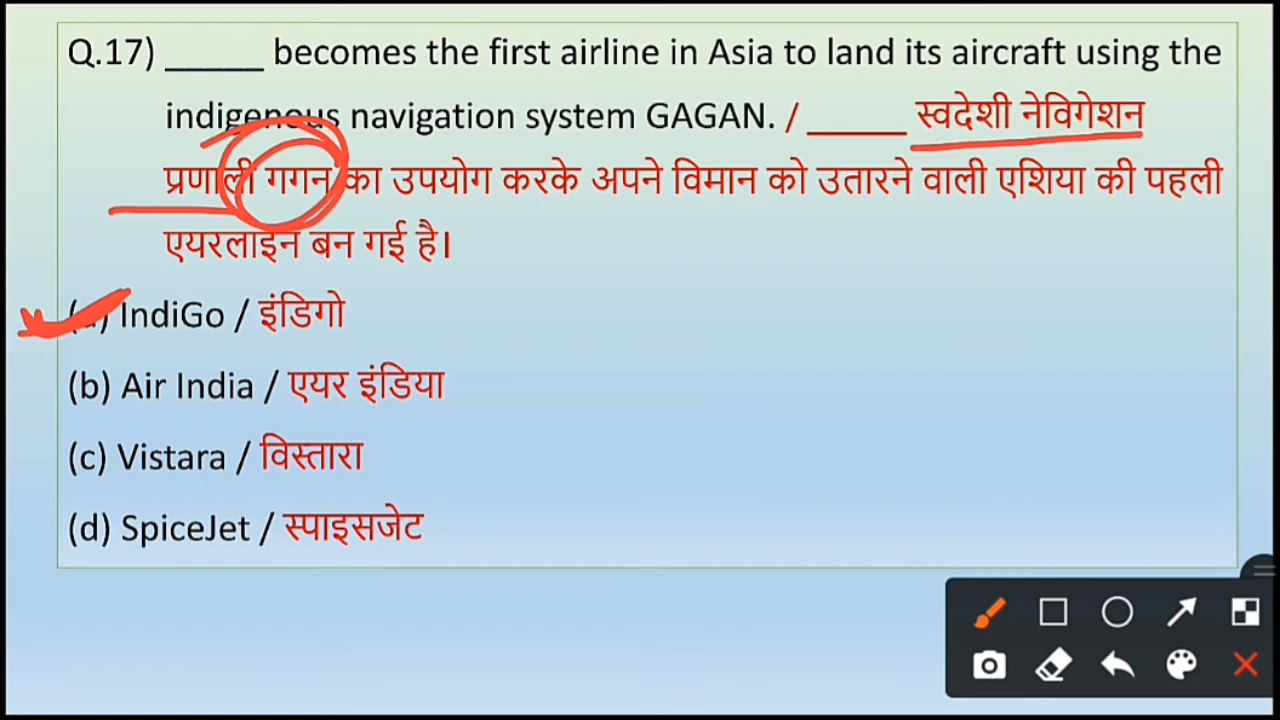 Q.17) _____ becomes the first airline in Asia to land its aircraft using the
indigenous navigation system GAGAN. / _____ स्वदेशी नेविगेशन
प्रणाली गगन का उपयोग करके अपने विमान को उतारने वाली एशिया की पहली
एयरलाइन बन गई है।
(a) IndiGo / इंडिगो
(b) Air India / एयर इंडिया
(c) Vistara / विस्तारा
(d) SpiceJet / स्पाइसजेट